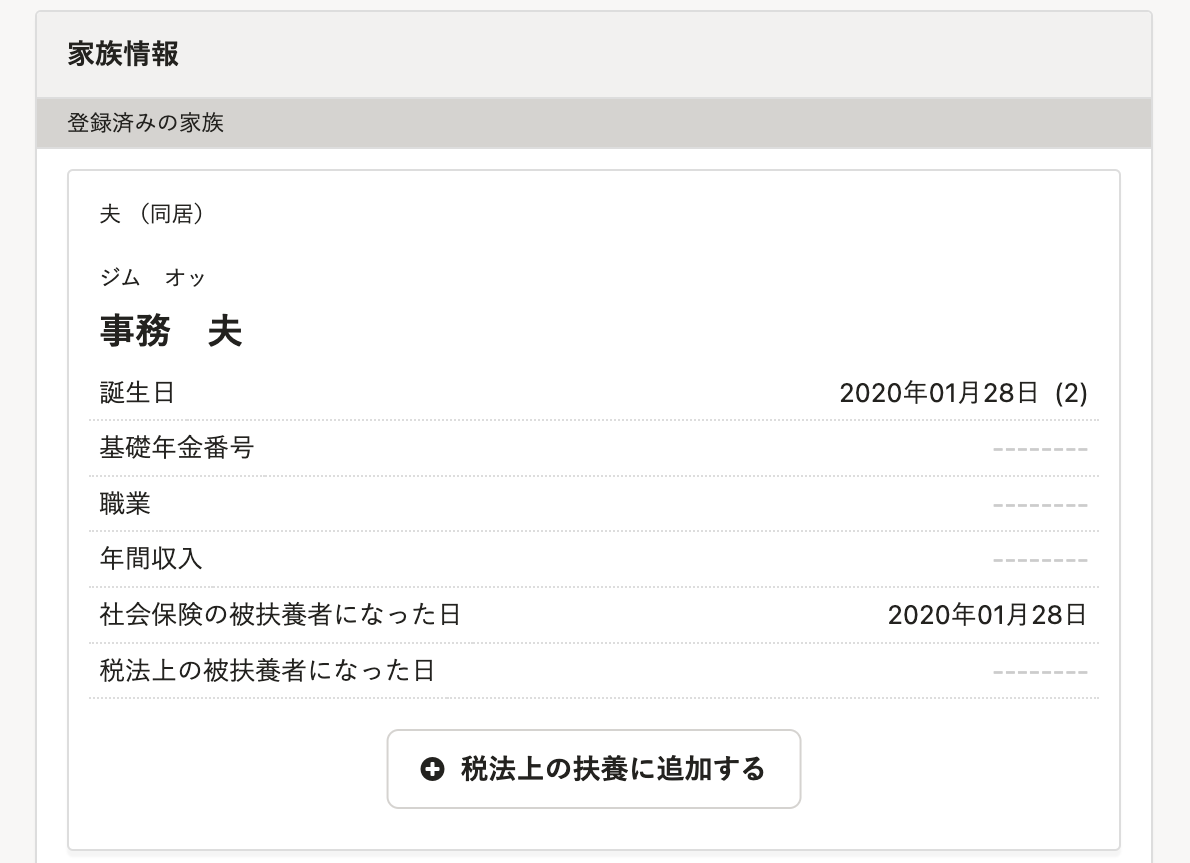 家族情報
登録済みの家族
夫 （同居）
ジム　オッ
事務　夫
誕生日 2020年01月28日 (2)
基礎年金番号 --------
職業 --------
年間収入 --------
社会保険の被扶養者になった日 2020年01月28日
税法上の被扶養者になった日 --------
税法上の扶養に追加する